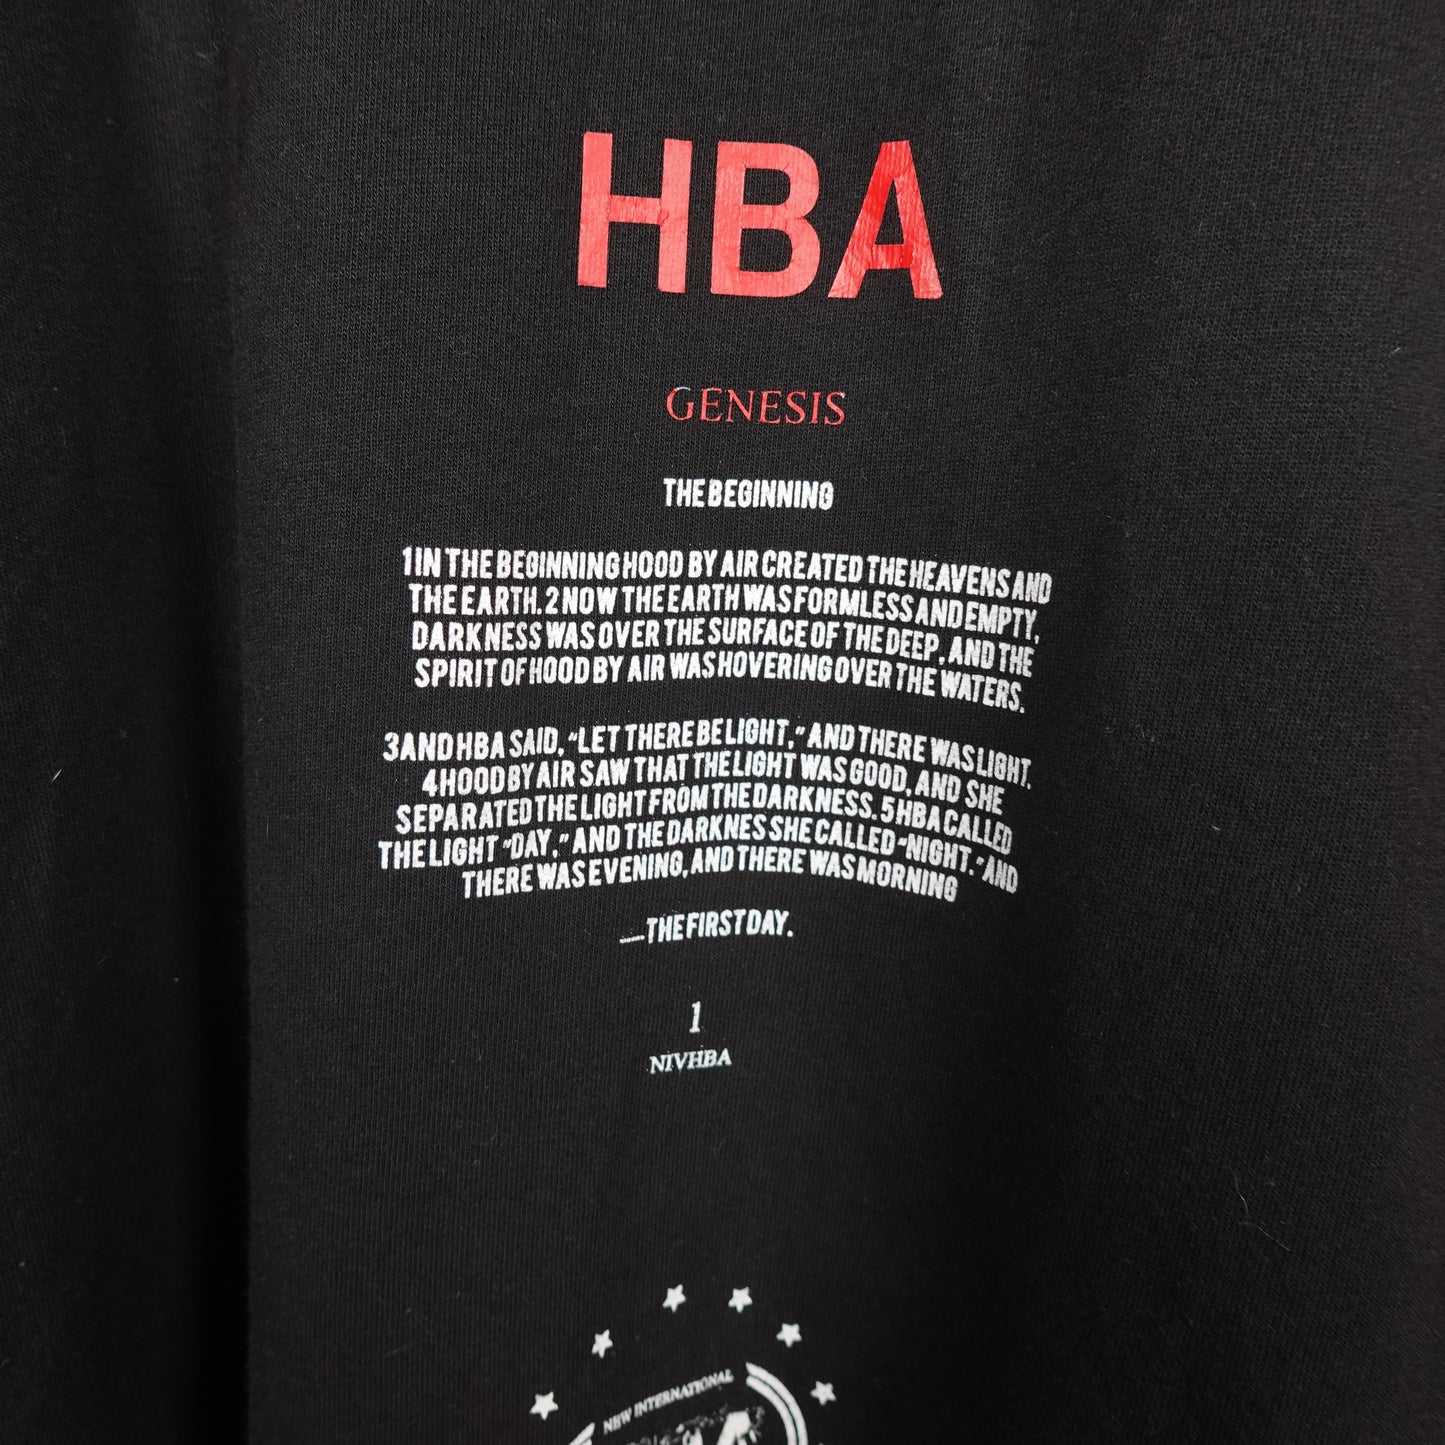 HBA
GENESIS
THE BEGINNING
1 IN THE BEGINNING HOOD BY AIR CREATED THE HEAVENS AND
THE EARTH. 2 NOW THE EARTH WAS FORMLESS AND EMPTY,
DARKNESS WAS OVER THE SURFACE OF THE DEEP, AND THE
SPIRIT OF HOOD BY AIR WAS HOVERING OVER THE WATERS.
3 AND HBA SAID, "LET THERE BE LIGHT," AND THERE WAS LIGHT.
4 HOOD BY AIR SAW THAT THE LIGHT WAS GOOD, AND SHE
SEPARATED THE LIGHT FROM THE DARKNESS. 5 HBA CALLED
THE LIGHT "DAY," AND THE DARKNESS HE CALLED "NIGHT." AND
THERE WAS EVENING, AND THERE WAS MORNING
—THE FIRST DAY.
1
NIVHBA
NEW INTERNATIONAL